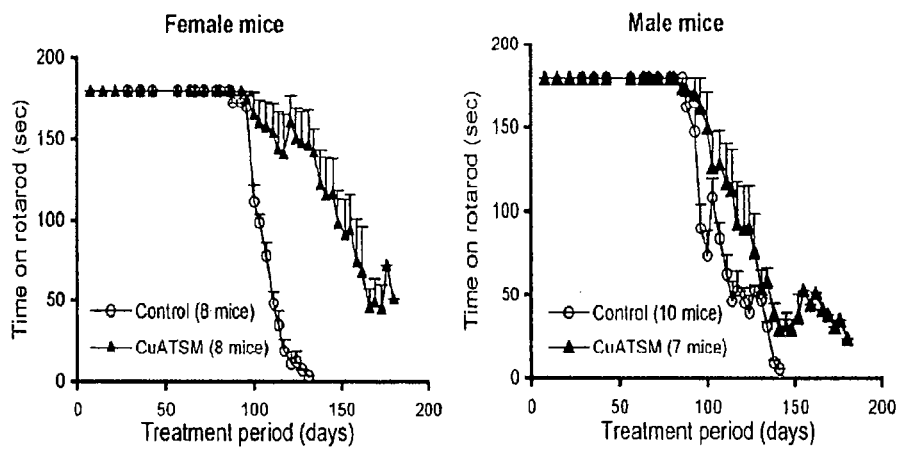 Female mice
200
150
100
50
0
Time on rotarod (sec)
Control (8 mice)
CuATSM (8 mice)
0 50 100 150 200
Treatment period (days)
Male mice
200
150
100
50
0
Time on rotarod (sec)
Control (10 mice)
CuATSM (7 mice)
0 50 100 150 200
Treatment period (days)